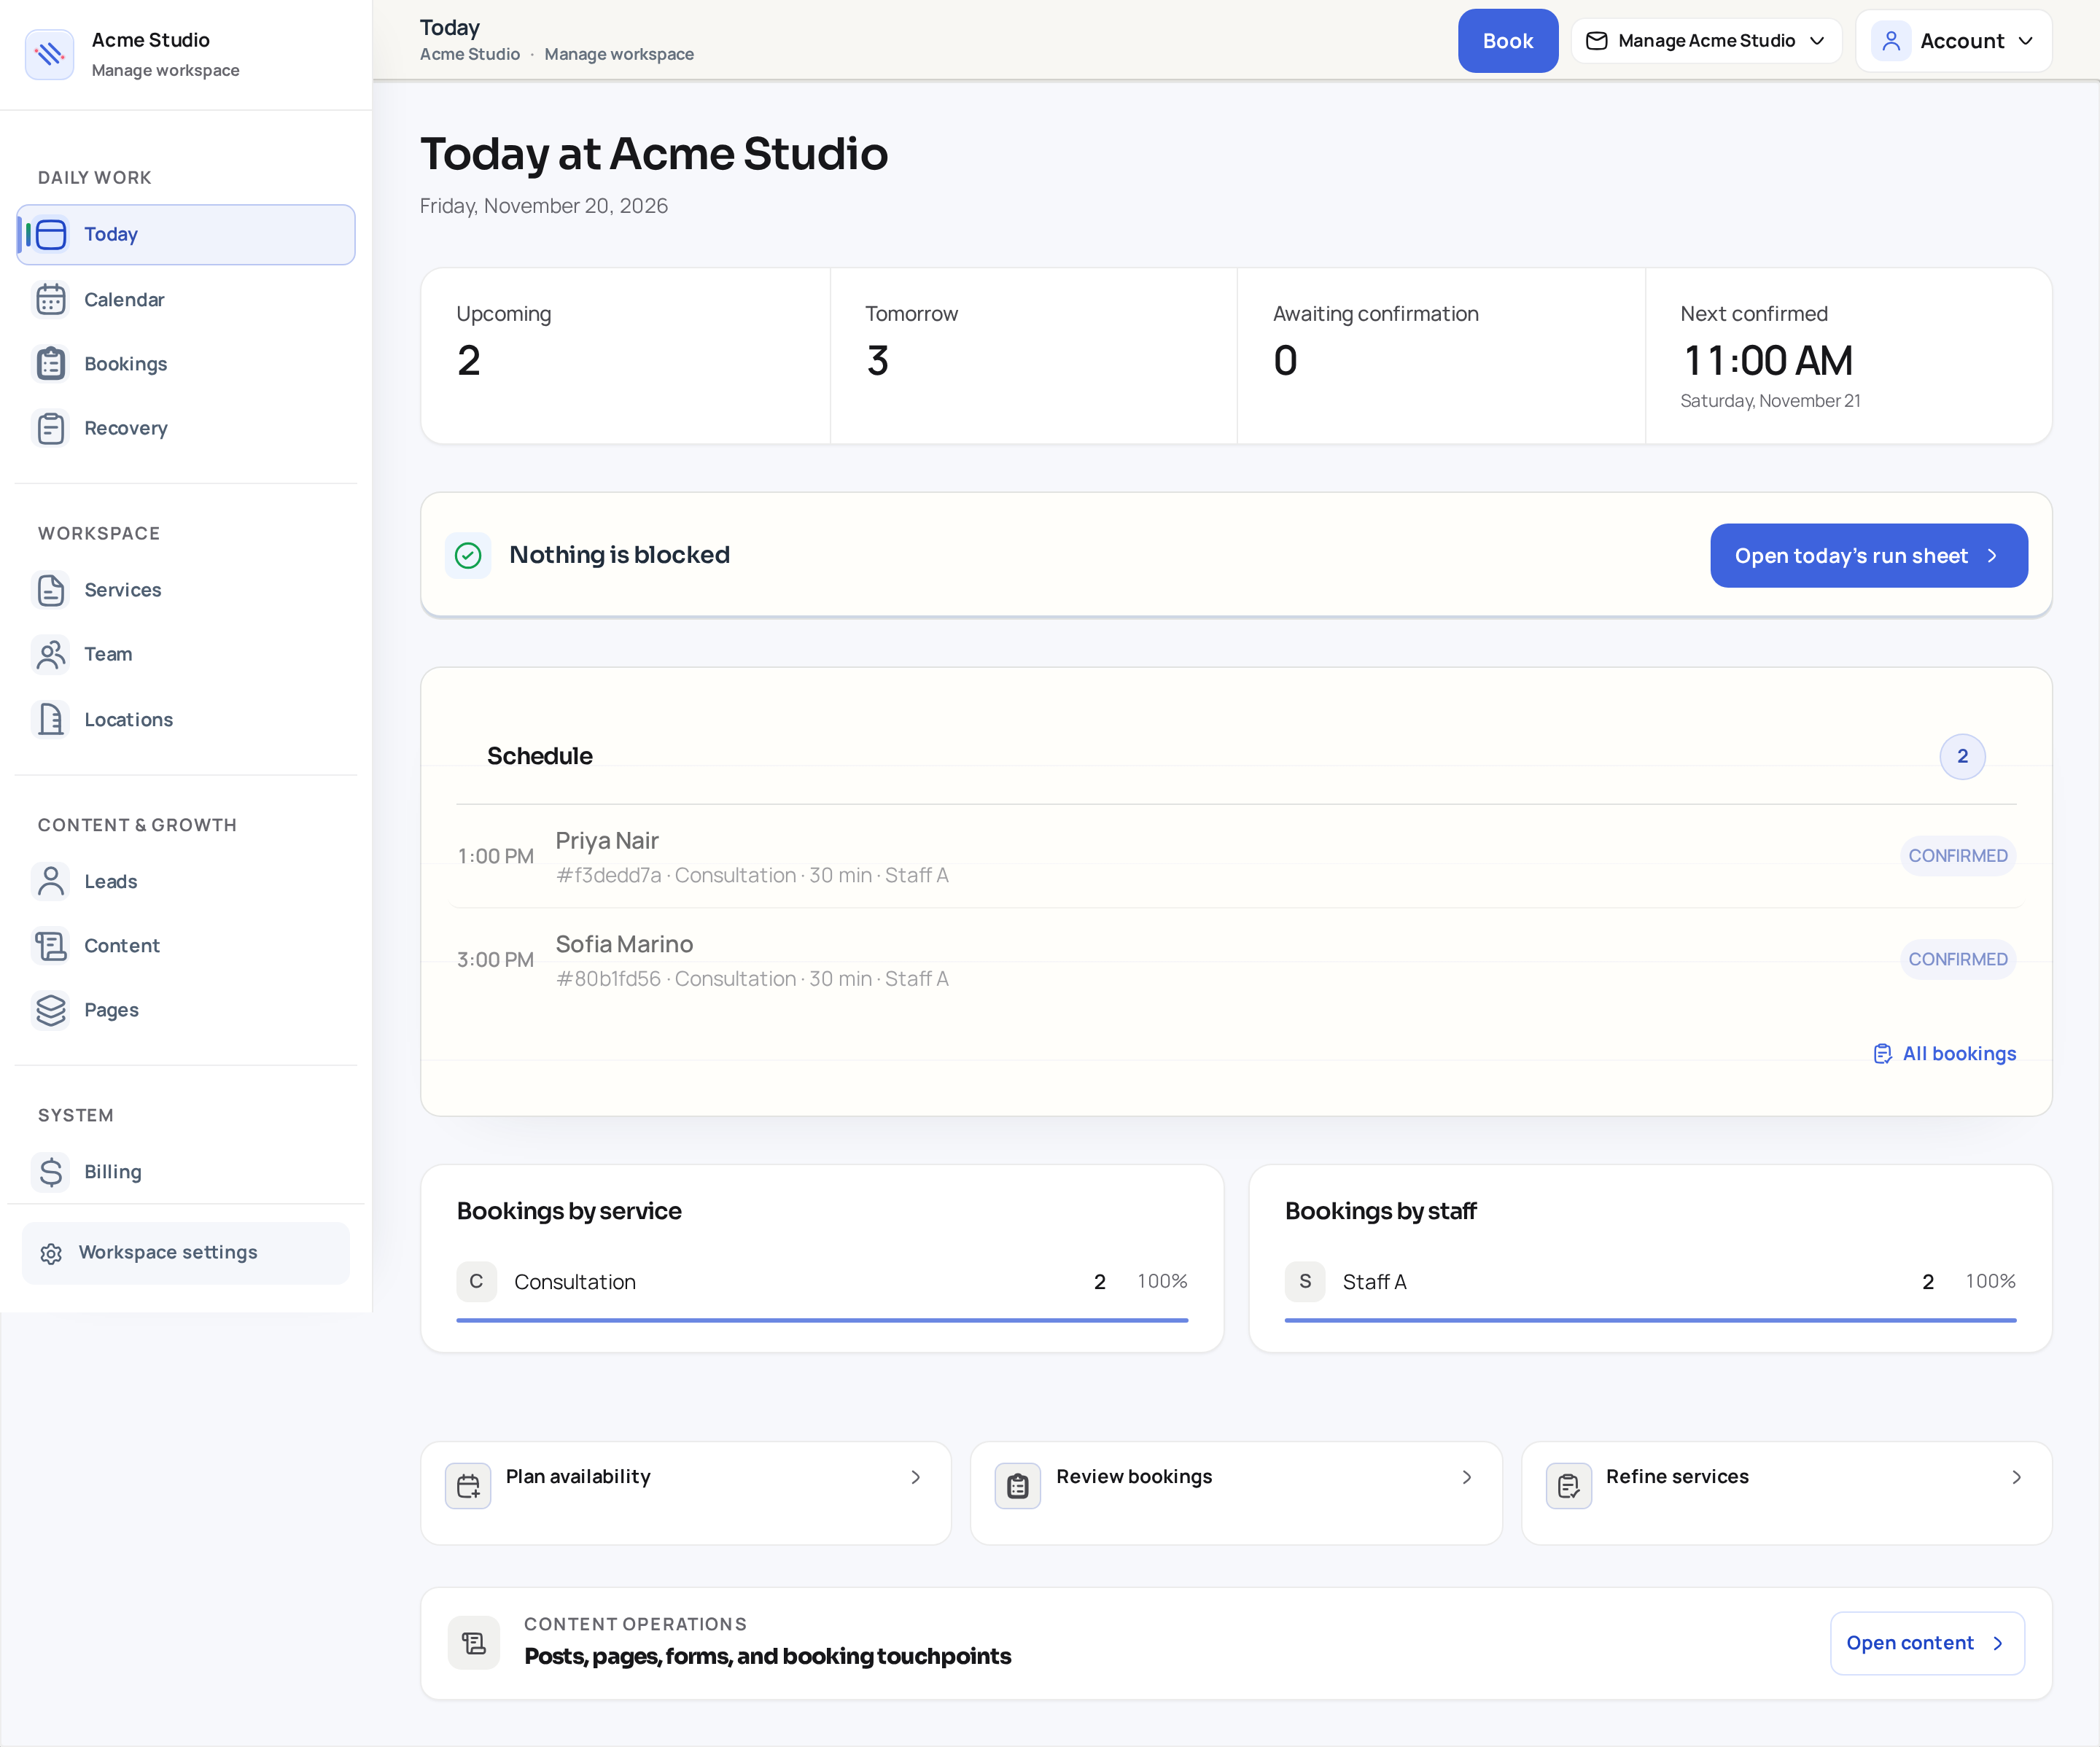 Acme Studio
Manage workspace
DAILY WORK
Today
Calendar
Bookings
Recovery
WORKSPACE
Services
Team
Locations
CONTENT & GROWTH
Leads
Content
Pages
SYSTEM
Billing
Workspace settings
Today
Acme Studio · Manage workspace
Book
Manage Acme Studio
Account
Today at Acme Studio
Friday, November 20, 2026
Upcoming
2
Tomorrow
3
Awaiting confirmation
0
Next confirmed
11:00 AM
Saturday, November 21
Nothing is blocked
Open today's run sheet
Schedule
2
1:00 PM
Priya Nair
#f3dedd7a · Consultation · 30 min · Staff A
CONFIRMED
3:00 PM
Sofia Marino
#80b1fd56 · Consultation · 30 min · Staff A
CONFIRMED
All bookings
Bookings by service
C Consultation 2 100%
Bookings by staff
S Staff A 2 100%
Plan availability
Review bookings
Refine services
CONTENT OPERATIONS
Posts, pages, forms, and booking touchpoints
Open content